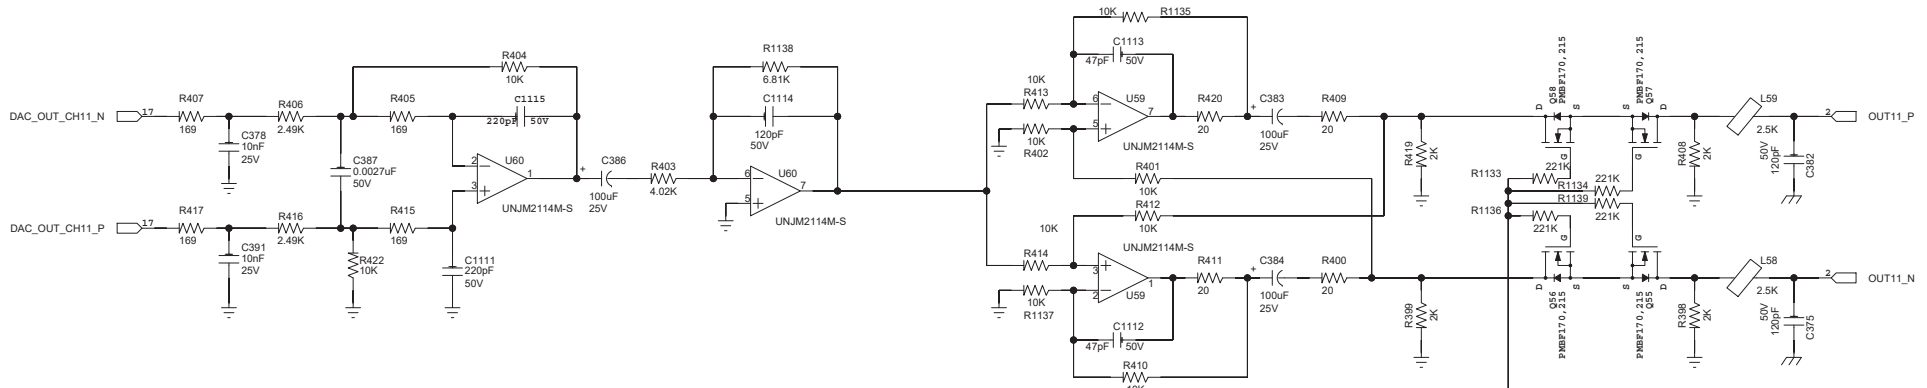 10K R1135
C1113
47pF 50V
R404
10K
R1138
6.81K
10K
R413
U59
R420
20
C383
100uF
25V
R409
20
DAC_OUT_CH11_N 17
R407
169
R406
2.49K
R405
169
C1115
220pF 50V
C1114
120pF
50V
6
5
7
10K
R402
UNJM2114M-S
C378
10nF
25V
C387
0.0027uF
50V
2
3
U60
1
UNJM2114M-S
C386
100uF
25V
R403
4.02K
6
5
U60
7
UNJM2114M-S
R401
10K
R412
10K
DAC_OUT_CH11_P 17
R417
169
R416
2.49K
R415
169
C391
10nF
25V
R422
10K
C1111
220pF
50V
10K
R414
UNJM2114M-S
3
2
U59
1
R411
20
C384
100uF
25V
R400
20
10K
R1137
C1112
47pF 50V
R410
10K
Q58
PMBF170,215
PMBF170,215
Q57
D S S D
G G
R419
2K
R408
2K
L59
2.5K
50V
120pF
C382
2 OUT11_P
R1133
221K
221K
R1134
R1139
221K
R1136
221K
G G
D S S D
Q56
PMBF170,215
PMBF170,215
Q55
R399
2K
R398
2K
L58
2.5K
50V
120pF
C375
2 OUT11_N